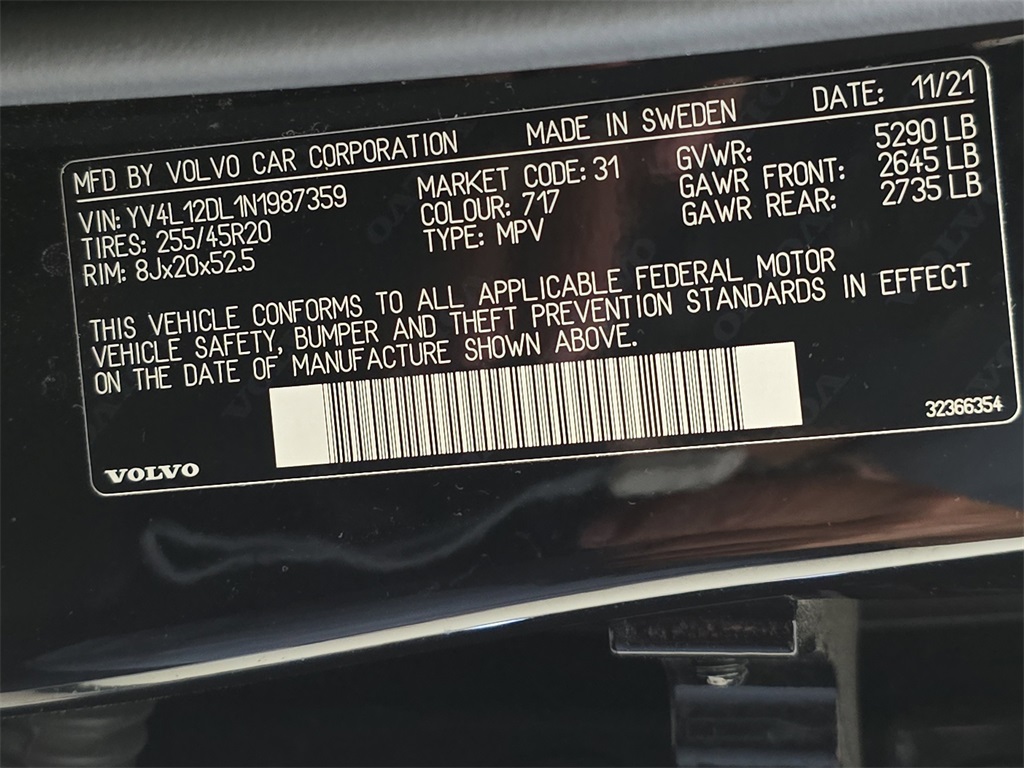 MFD BY VOLVO CAR CORPORATION MADE IN SWEDEN DATE: 11/21
VIN: YV4L12DL1N1987359 MARKET CODE: 31 GVWR: 5290 LB
TIRES: 255/45R20 COLOUR: 717 GAWR FRONT: 2645 LB
RIM: 8Jx20x52.5 TYPE: MPV GAWR REAR: 2735 LB
THIS VEHICLE CONFORMS TO ALL APPLICABLE FEDERAL MOTOR
VEHICLE SAFETY, BUMPER AND THEFT PREVENTION STANDARDS IN EFFECT
ON THE DATE OF MANUFACTURE SHOWN ABOVE.
32366354
VOLVO